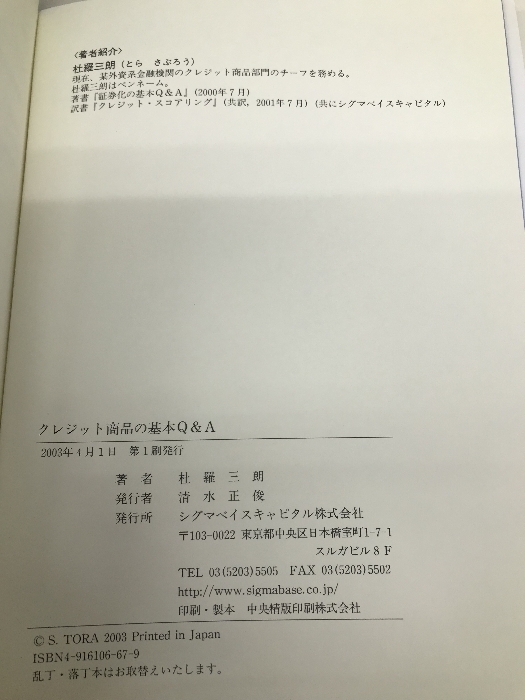 〈著者紹介〉
杜羅三朗（とら　さぶろう）
現在、某外資系金融機関のクレジット商品部門のチーフを務める。
杜羅三朗はペンネーム。
著書『証券化の基本Q＆A』（2000年7月）
訳書『クレジット・スコアリング』（共訳，2001年7月）（共にシグマベイスキャピタル）
クレジット商品の基本Q＆A
2003年4月1日　第1刷発行
著　者　杜　羅　三　朗
発行者　清　水　正　俊
発行所　シグマベイスキャピタル株式会社
〒103-0022 東京都中央区日本橋室町1-7-1
スルガビル8F
TEL 03(5203)5505　FAX 03(5203)5502
http://www.sigmabase.co.jp/
印刷・製本　中央精版印刷株式会社
© S. TORA 2003 Printed in Japan
ISBN4-916106-67-9
乱丁・落丁本はお取替えいたします。